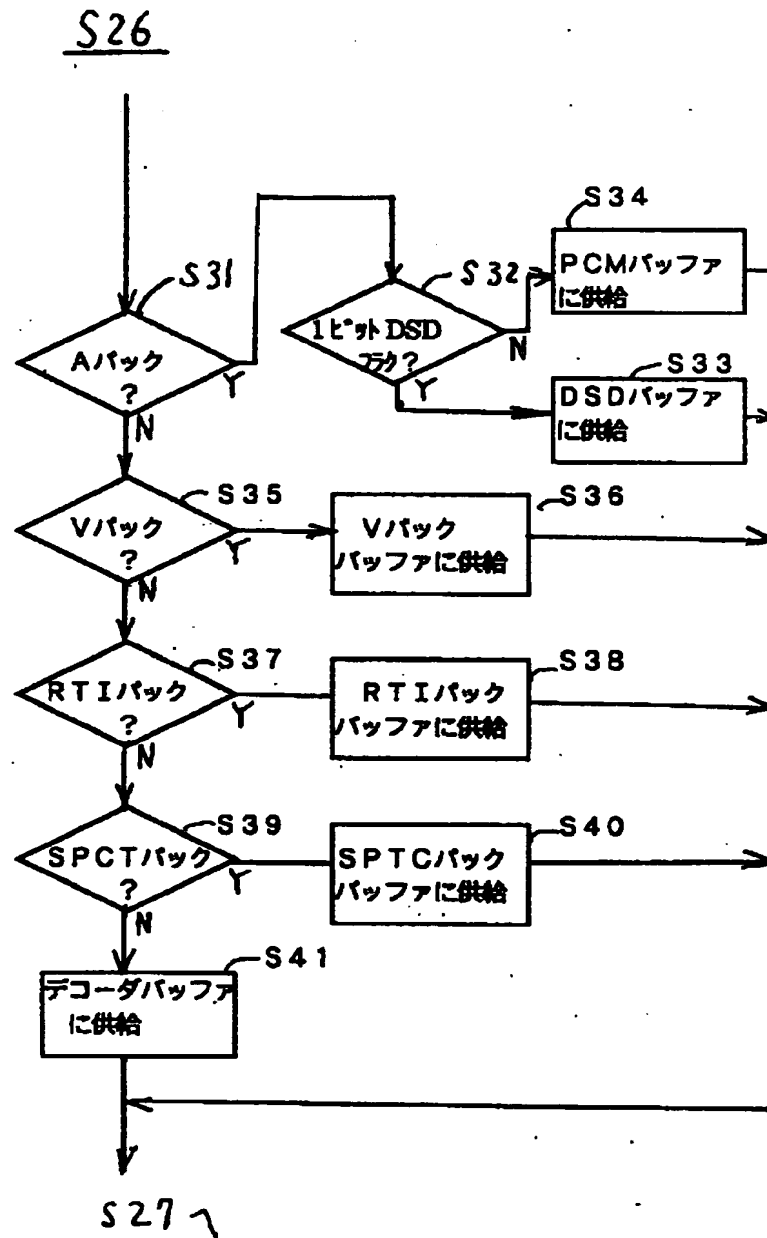 S26
S31
Aパック
?
Y
N
S32
1ビットDSD
フラク?
N
Y
S34
PCMバッファ
に供給
S33
DSDバッファ
に供給
S35
Vパック
?
Y
N
S36
Vパック
バッファに供給
S37
RTIパック
?
Y
N
S38
RTIパック
バッファに供給
S39
SPCTパック
?
Y
N
S40
SPTCパック
バッファに供給
S41
デコーダバッファ
に供給
S27